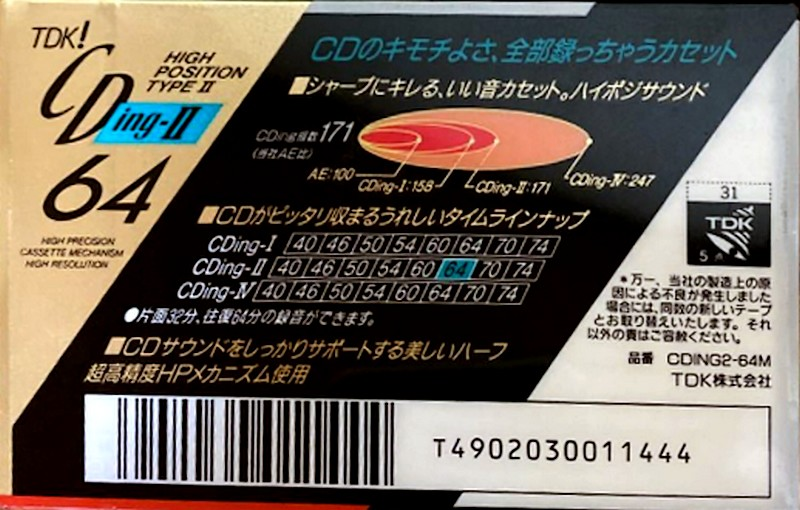 TDK!
CDing-II
64
HIGH
POSITION
TYPE II
HIGH PRECISION
CASSETTE MECHANISM
HIGH RESOLUTION
CDのキモチよさ、全部録っちゃうカセット
■シャープにキレる、いい音カセット。ハイポジサウンド
CDing指数171
(当社AE比)
AE:100
CDing-I:158
CDing-II:171
CDing-IV:247
■CDがピッタリ収まるうれしいタイムラインナップ
CDing-I 40 46 50 54 60 64 70 74
CDing-II 40 46 50 54 60 64 70 74
CDing-IV 40 46 50 54 60 64 70 74
●片面32分、往復64分の録音ができます。
■CDサウンドをしっかりサポートする美しいハーフ
超高精度HPメカニズム使用
31
TDK
5 点
*万一、当社の製造上の原
因による不良が発生しました
場合には、同数の新しいテープ
とお取り替えいたします。それ
以外の責はご容赦ください。
品番 CDING2-64M
TDK株式会社
T4902030011444